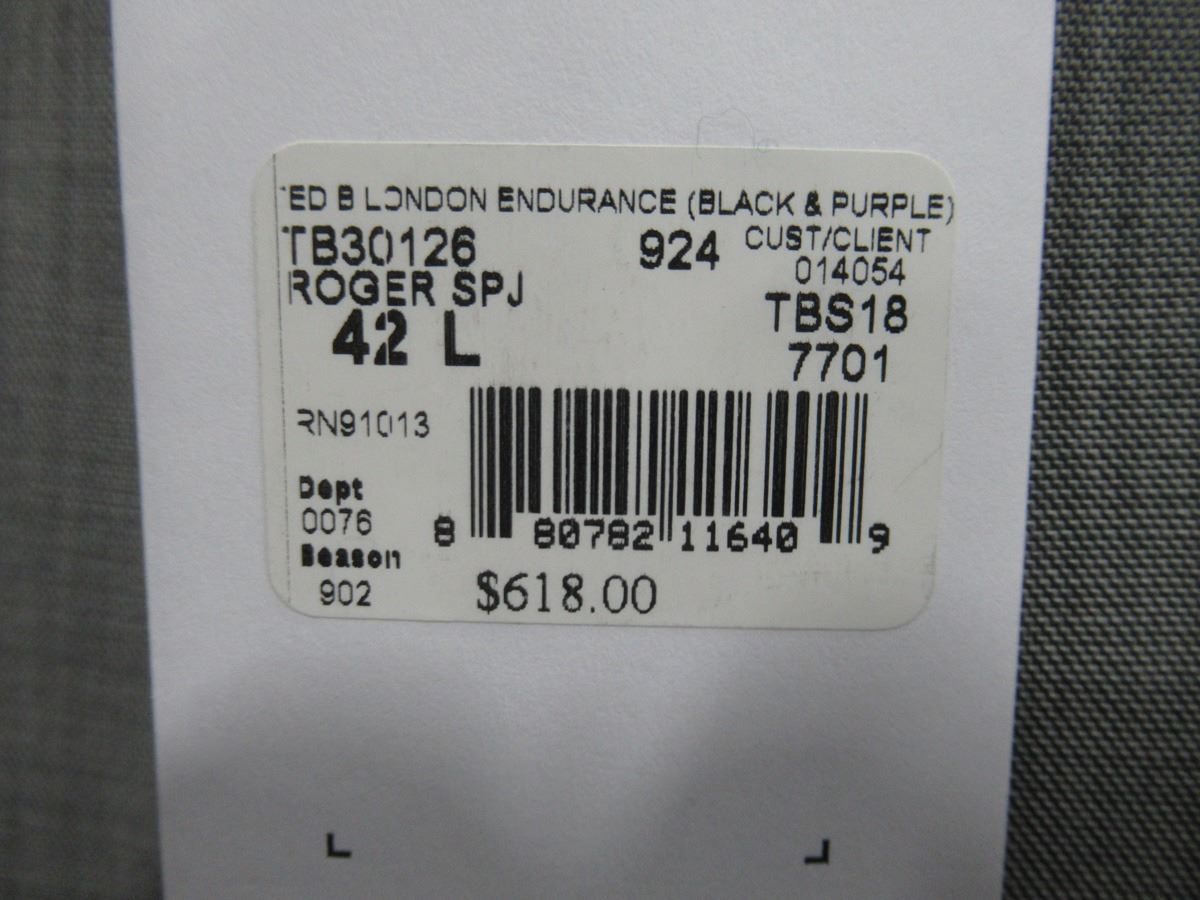 TED B LONDON ENDURANCE (BLACK & PURPLE)
TB30126 924 CUST/CLIENT
014054
ROGER SPJ TBS18
42 L 7701
RN91013
Dept
0076
Season
902
8 80782 11640 9
$618.00